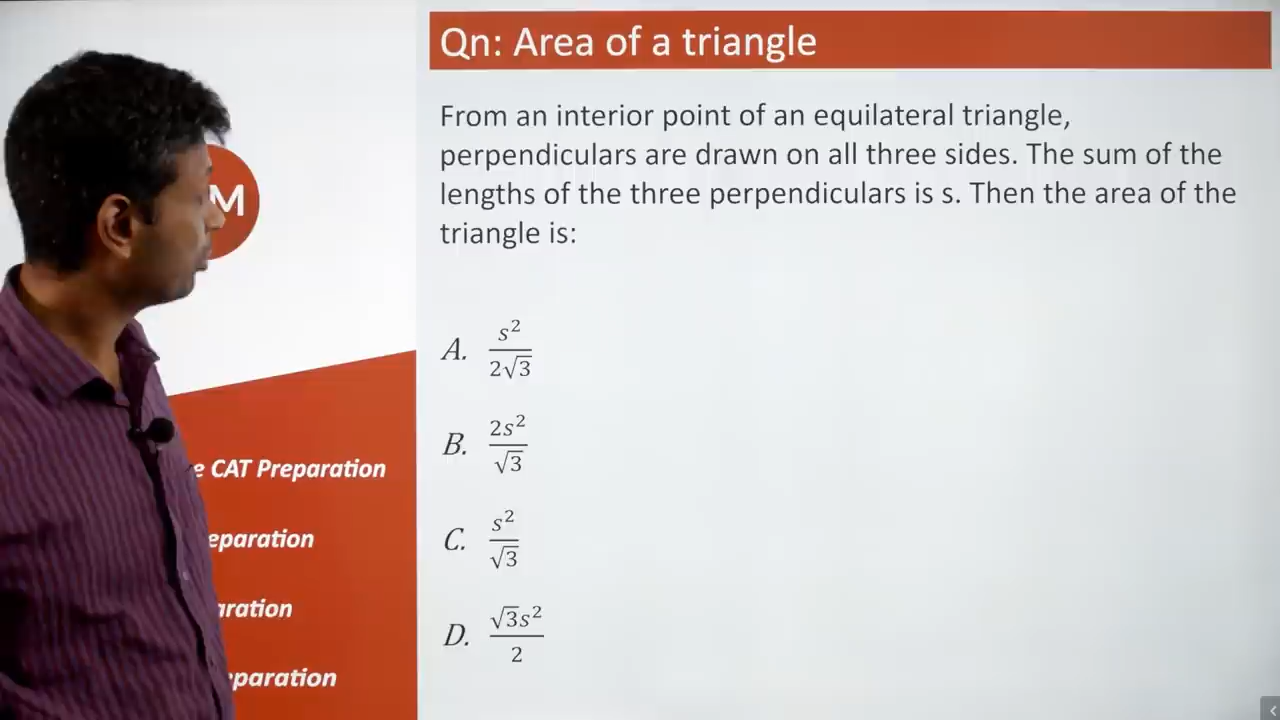 Qn: Area of a triangle
From an interior point of an equilateral triangle,
perpendiculars are drawn on all three sides. The sum of the
lengths of the three perpendiculars is s. Then the area of the
triangle is:
A. s²/2√3
B. 2s²/√3
C. s²/√3
D. √3s²/2
M
CAT Preparation